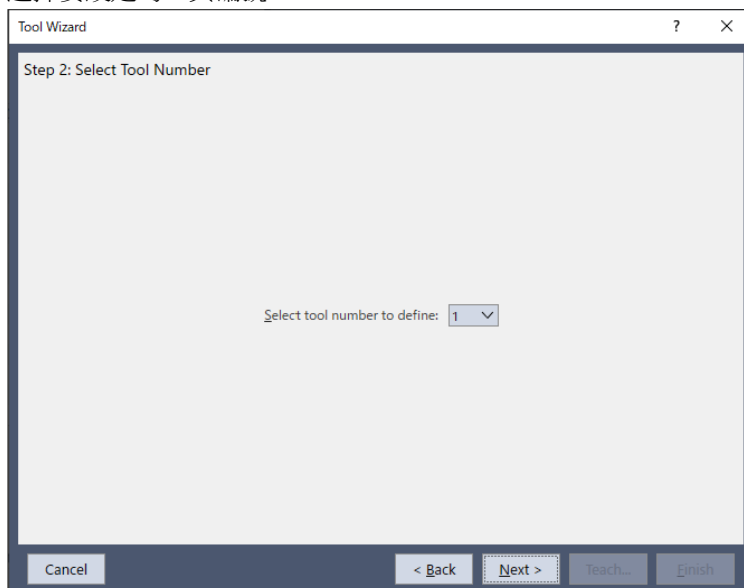 Tool Wizard ? ×
Step 2: Select Tool Number
Select tool number to define: 1
Cancel < Back Next > Teach... Finish